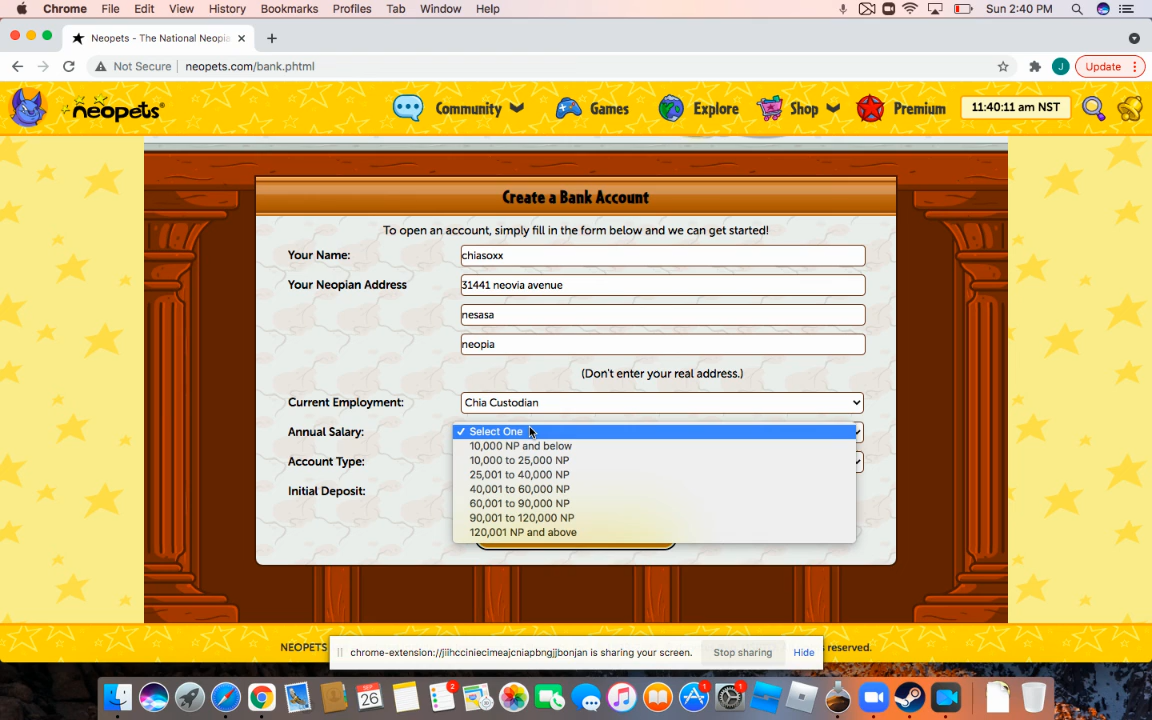 Chrome File Edit View History Bookmarks Profiles Tab Window Help Sun 2:40 PM
Neopets - The National Neopia
Not Secure neopets.com/bank.phtml J Update
neopets Community Games Explore Shop Premium 11:40:11 am NST
Create a Bank Account
To open an account, simply fill in the form below and we can get started!
Your Name: chiasoxx
Your Neopian Address 31441 neovia avenue
nesasa
neopia
(Don't enter your real address.)
Current Employment: Chia Custodian
Annual Salary: ✓ Select One
10,000 NP and below
Account Type: 10,000 to 25,000 NP
25,001 to 40,000 NP
Initial Deposit: 40,001 to 60,000 NP
60,001 to 90,000 NP
90,001 to 120,000 NP
120,001 NP and above
NEOPETS reserved.
chrome-extension://jiihcciniecimeajcniapbngjjbonjan is sharing your screen. Stop sharing Hide
2 26 1 1